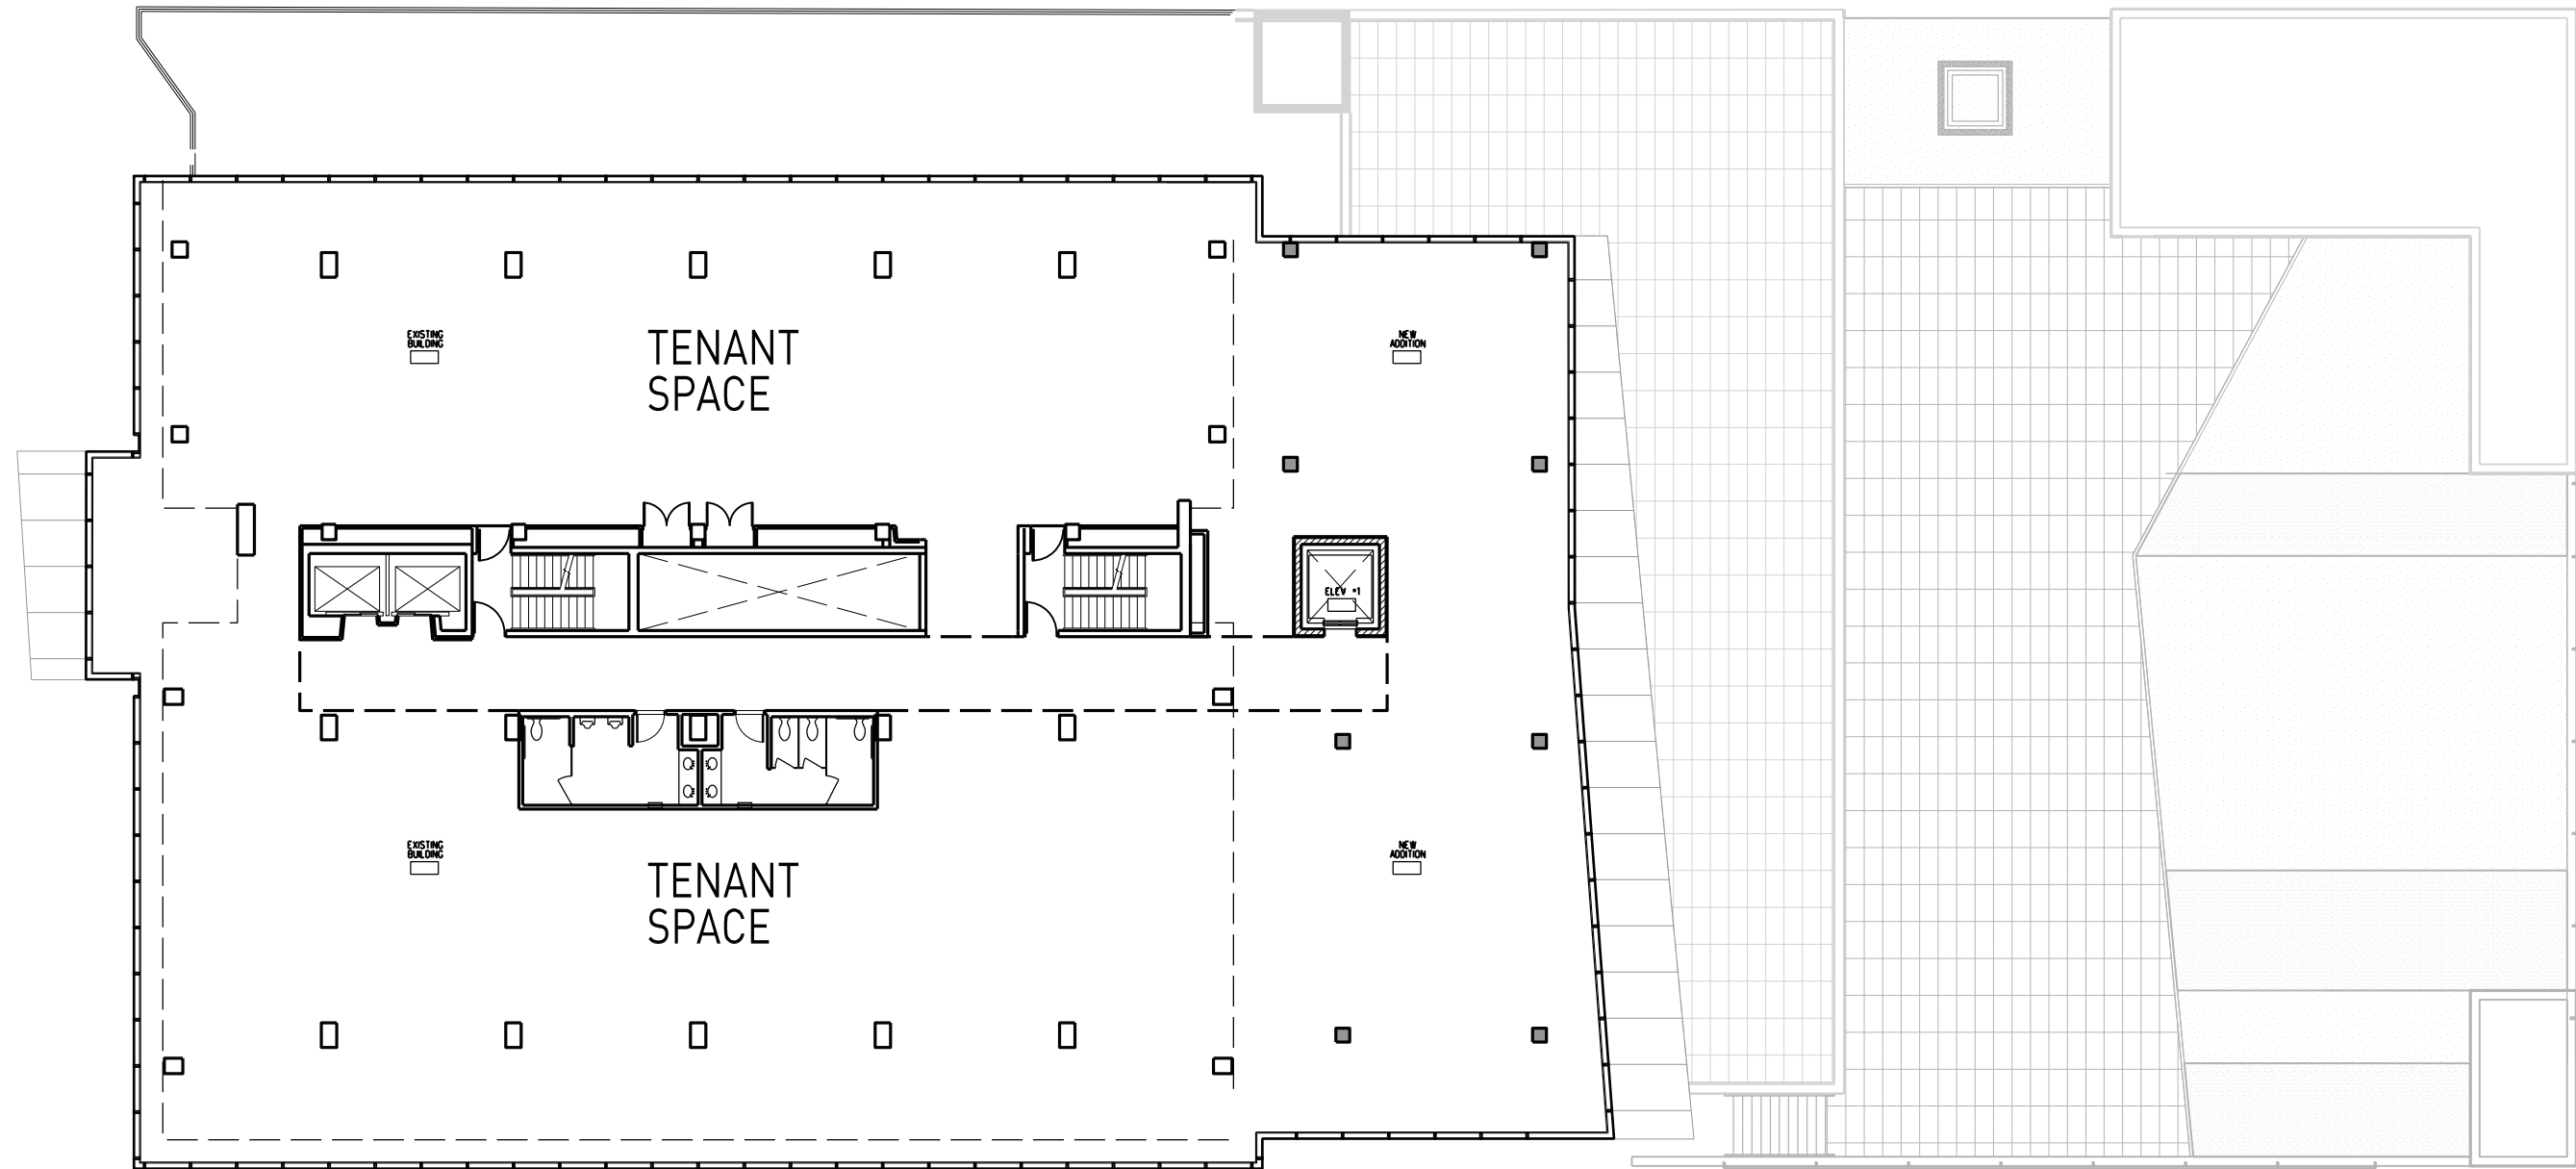 EXISTING
BUILDING
TENANT
SPACE
NEW
ADDITION
ELEV #1
EXISTING
BUILDING
TENANT
SPACE
NEW
ADDITION